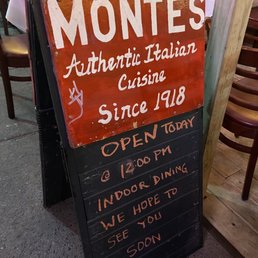 MONTES
Authentic Italian
Cuisine
Since 1918
OPEN TODAY
@ 12:00 PM
INDOOR DINING
WE HOPE TO
SEE YOU
SOON